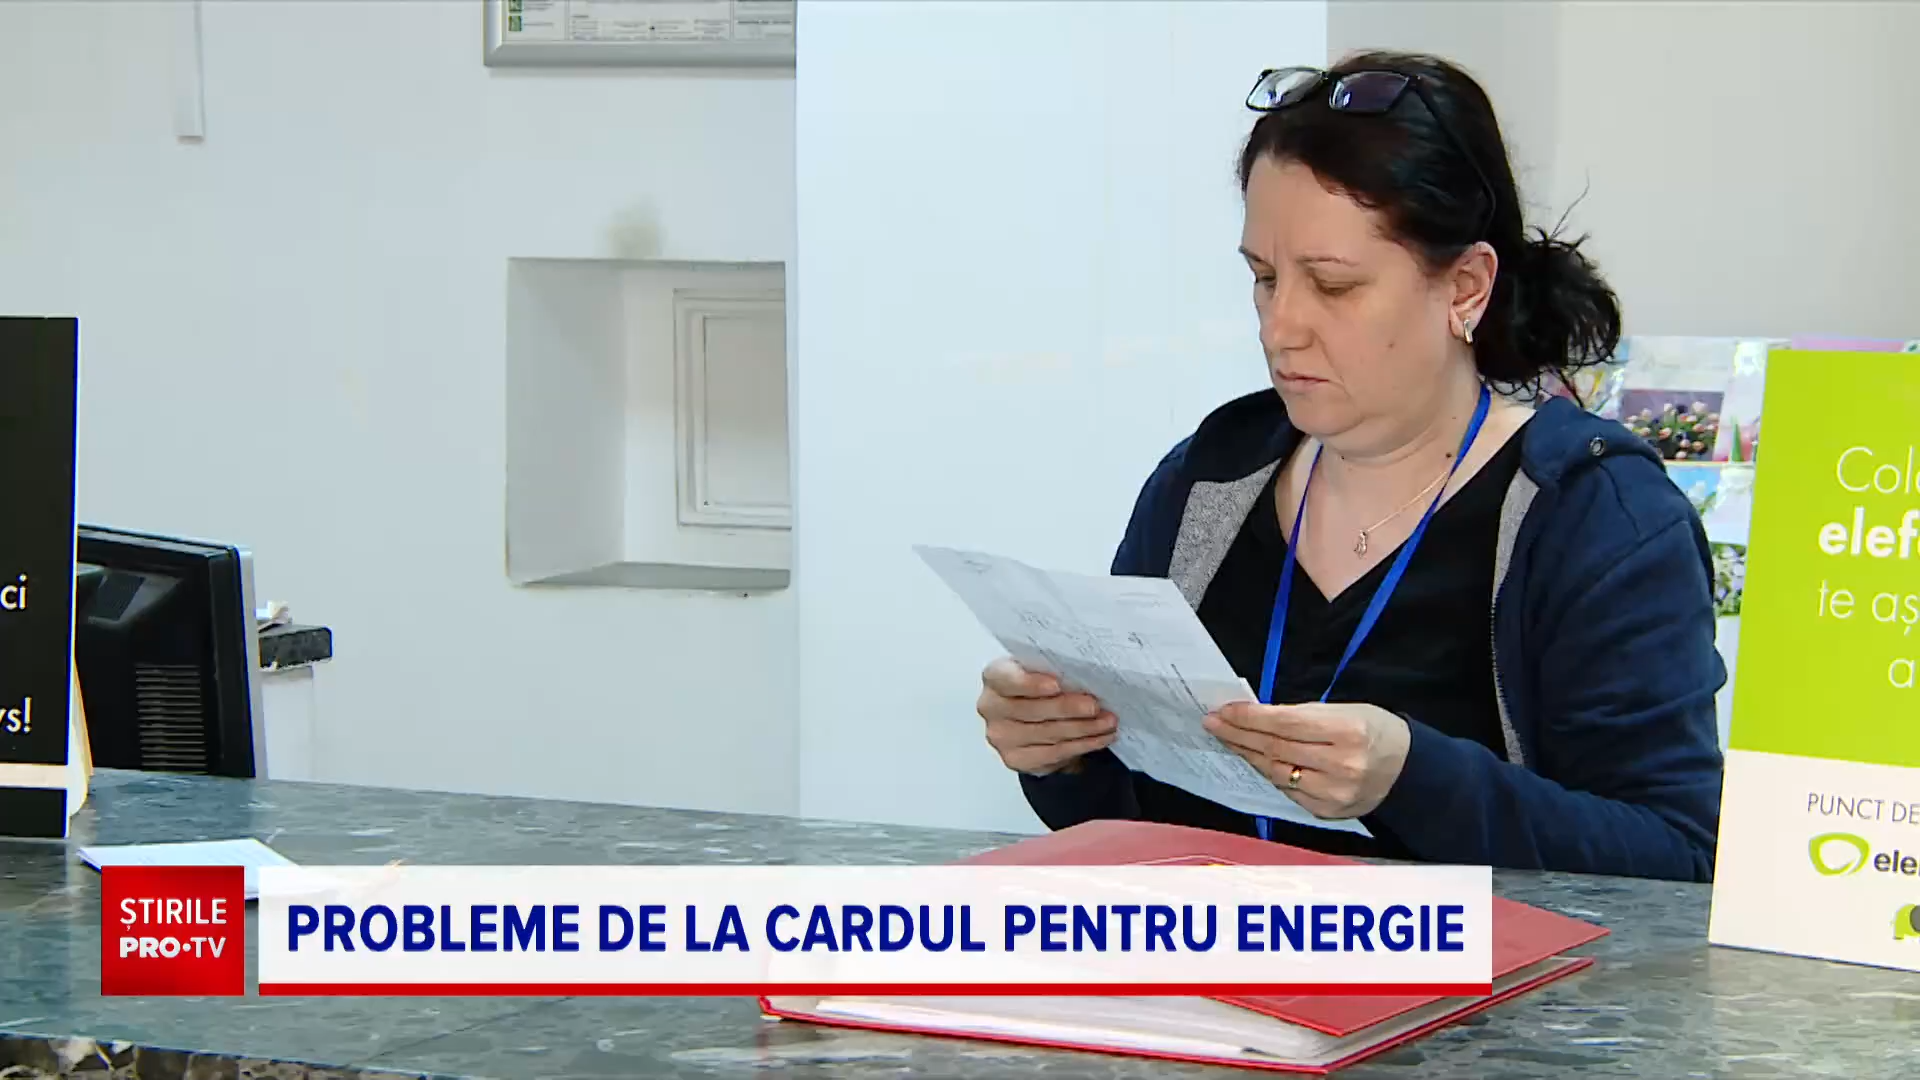 ci
ys!
Col
elef
te aș
a
PUNCT DE
ele
ȘTIRILE
PRO•TV
PROBLEME DE LA CARDUL PENTRU ENERGIE